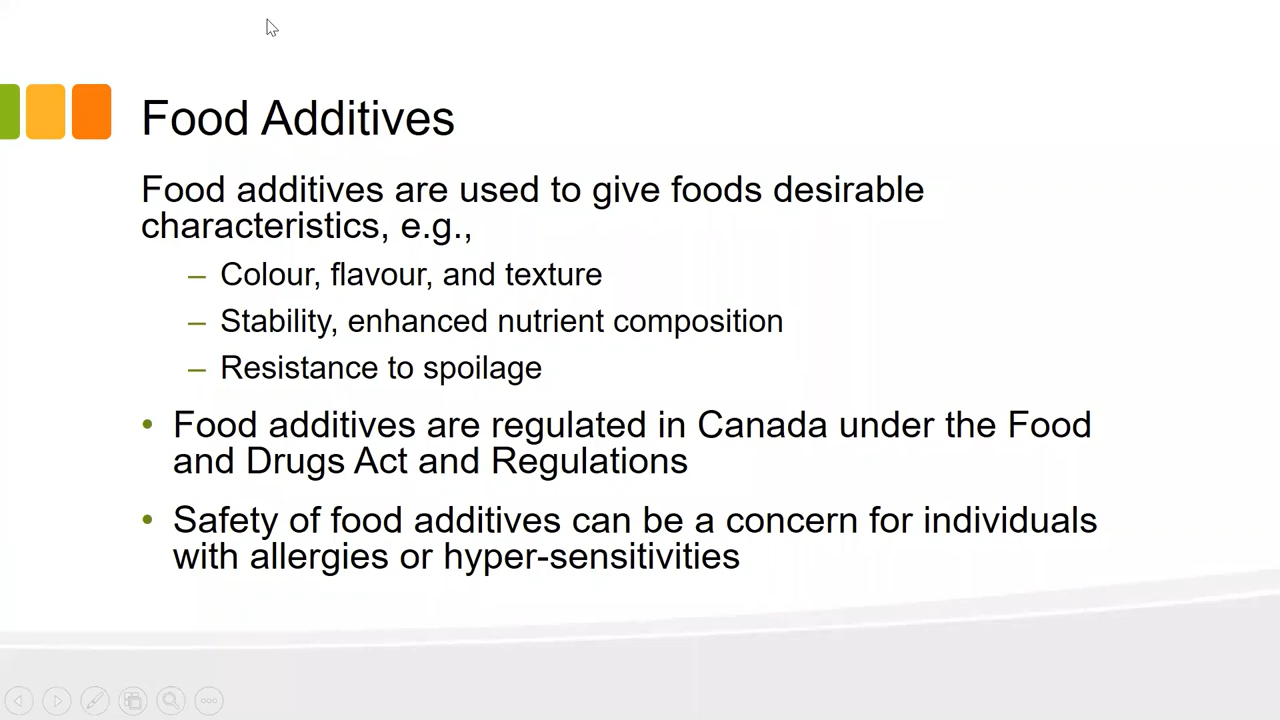 Food Additives
Food additives are used to give foods desirable
characteristics, e.g.,
– Colour, flavour, and texture
– Stability, enhanced nutrient composition
– Resistance to spoilage
• Food additives are regulated in Canada under the Food
and Drugs Act and Regulations
• Safety of food additives can be a concern for individuals
with allergies or hyper-sensitivities